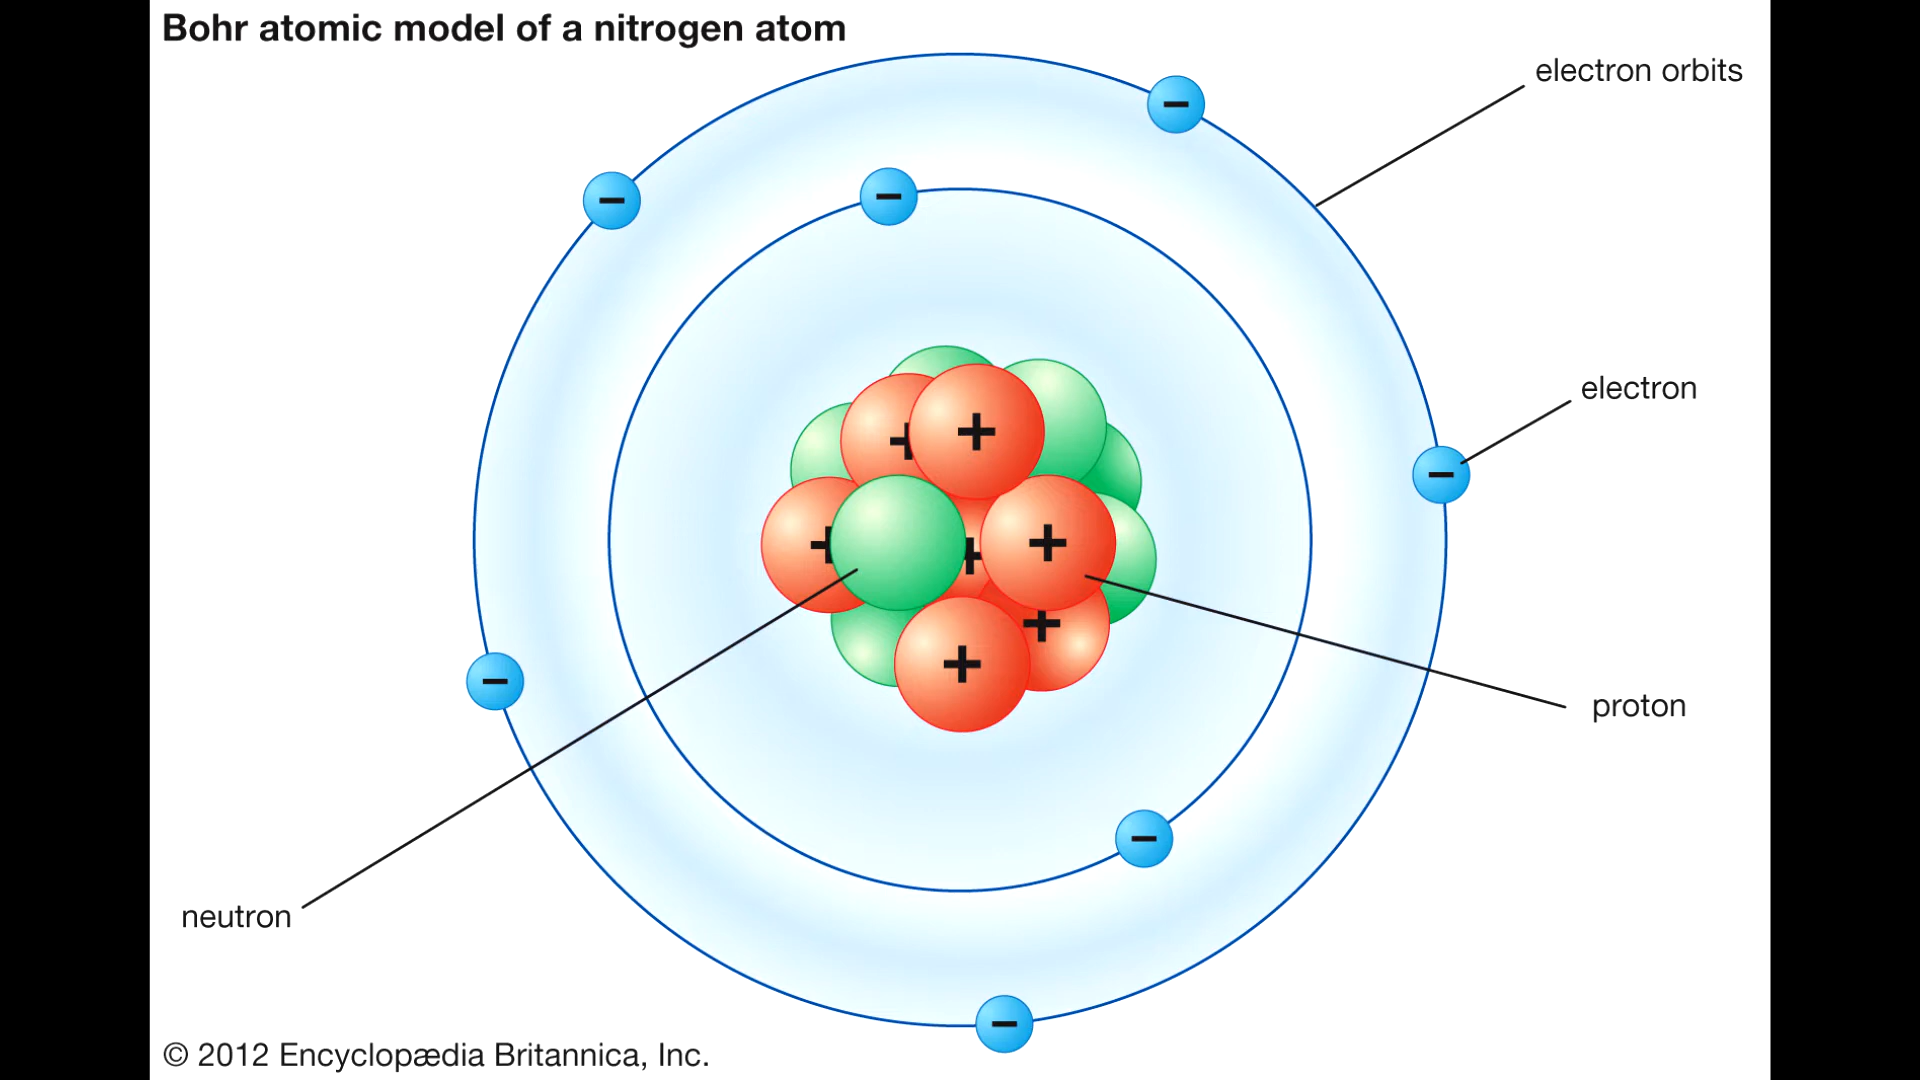 Bohr atomic model of a nitrogen atom
electron orbits
electron
proton
neutron
© 2012 Encyclopædia Britannica, Inc.